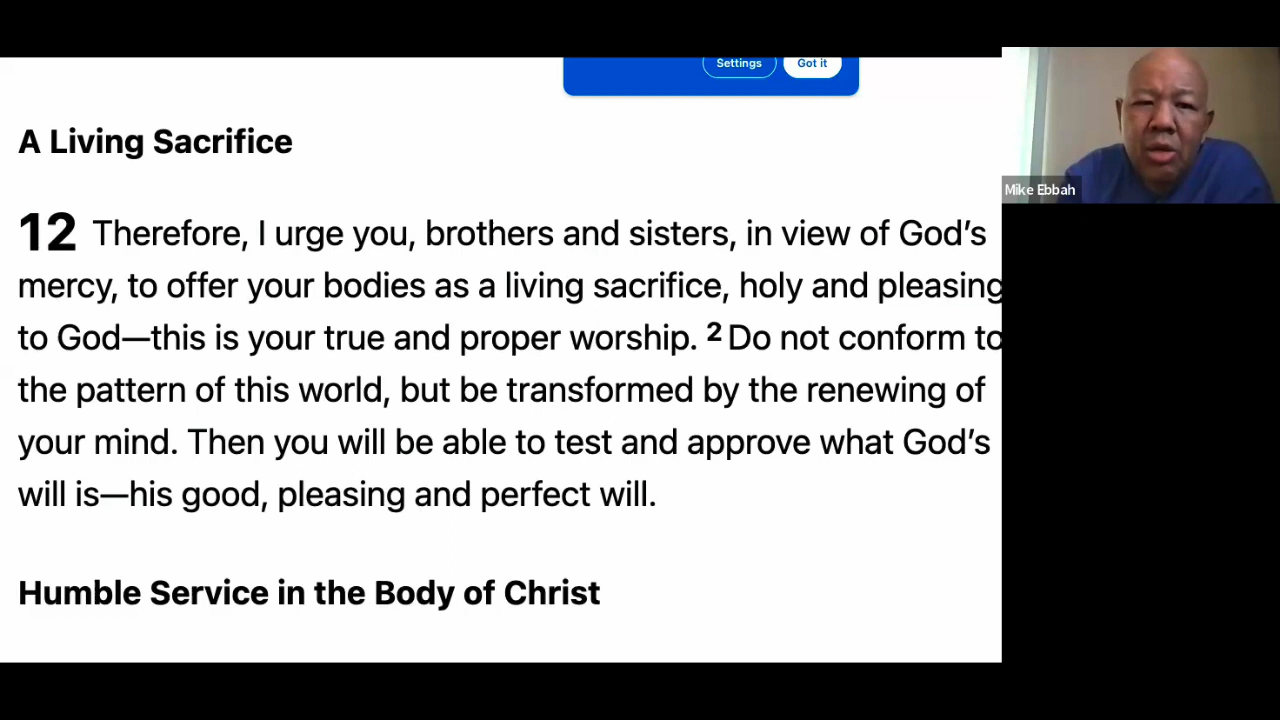 Settings Got it
A Living Sacrifice
12 Therefore, I urge you, brothers and sisters, in view of God's
mercy, to offer your bodies as a living sacrifice, holy and pleasing
to God—this is your true and proper worship. 2 Do not conform to
the pattern of this world, but be transformed by the renewing of
your mind. Then you will be able to test and approve what God's
will is—his good, pleasing and perfect will.
Humble Service in the Body of Christ
Mike Ebbah